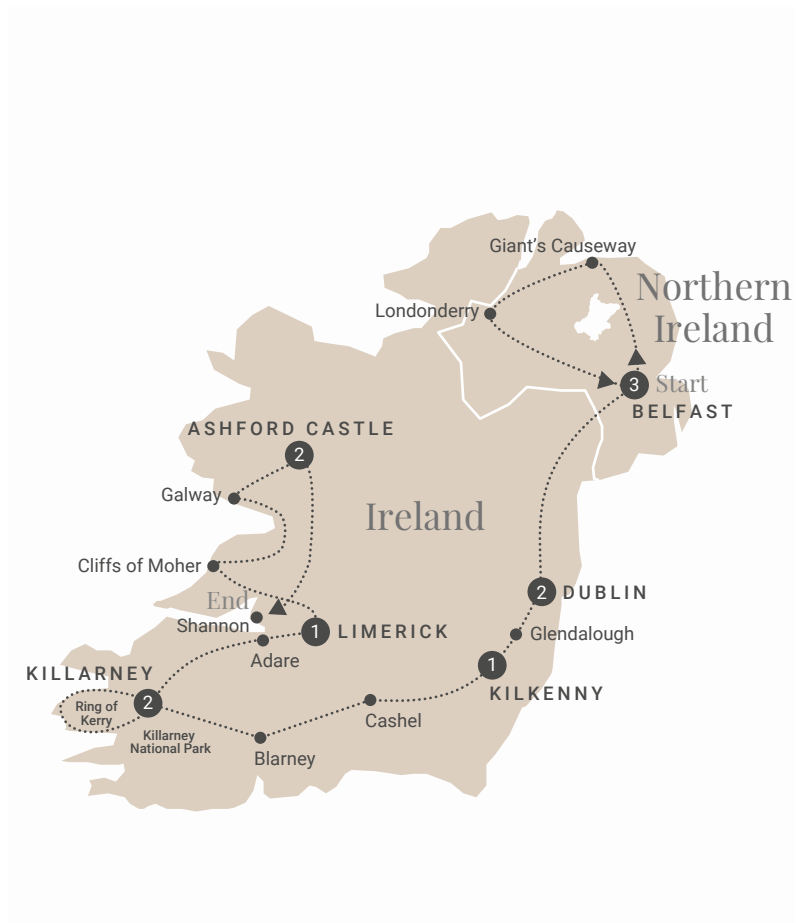 Giant’s Causeway
Northern
Ireland
Londonderry
3
Start
BELFAST
ASHFORD CASTLE
2
Galway
Ireland
Cliffs of Moher
End
Shannon
2
DUBLIN
1
LIMERICK
Glendalough
Adare
KILLARNEY
1
KILKENNY
2
Ring of
Kerry
Cashel
Killarney
National Park
Blarney